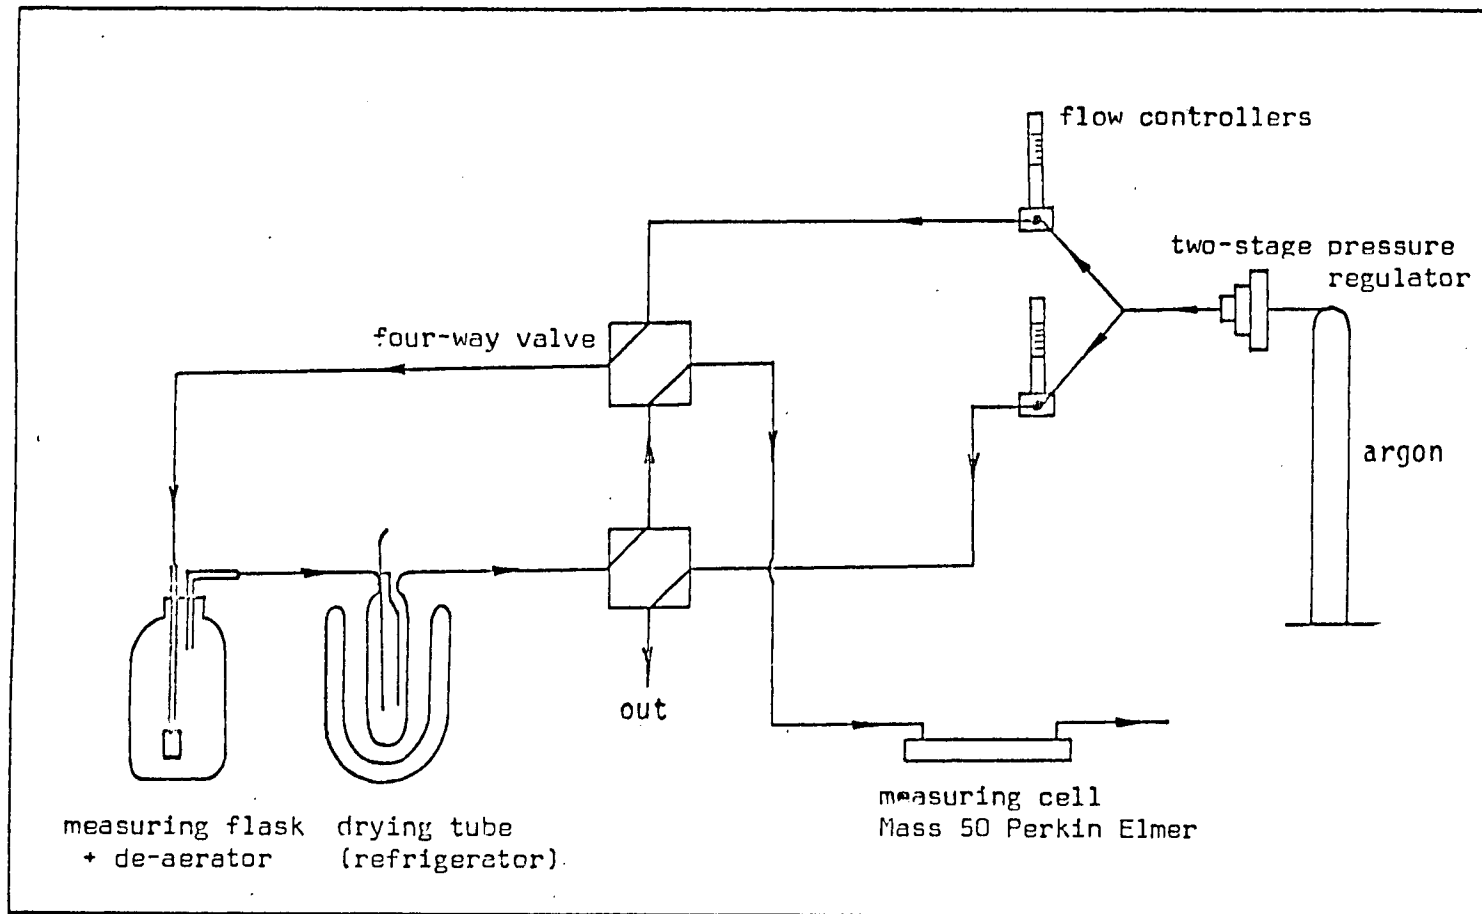 flow controllers
two-stage pressure
regulator
four-way valve
argon
out
measuring cell
Mass 50 Perkin Elmer
measuring flask
+ de-aerator
drying tube
(refrigerator)